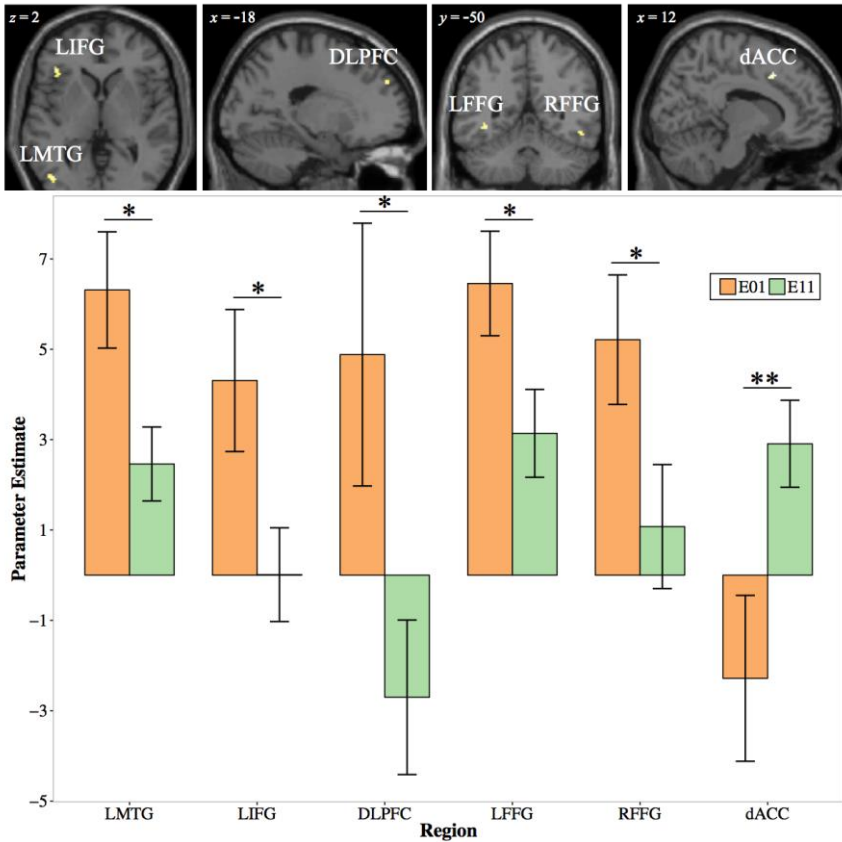 z = 2
LIFG
LMTG
x = -18
DLPFC
y = -50
LFFG
RFFG
x = 12
dACC
*
*
*
*
*
**
E01
E11
Parameter Estimate
7
5
3
1
−1
−3
−5
LMTG
LIFG
DLPFC
LFFG
RFFG
dACC
Region